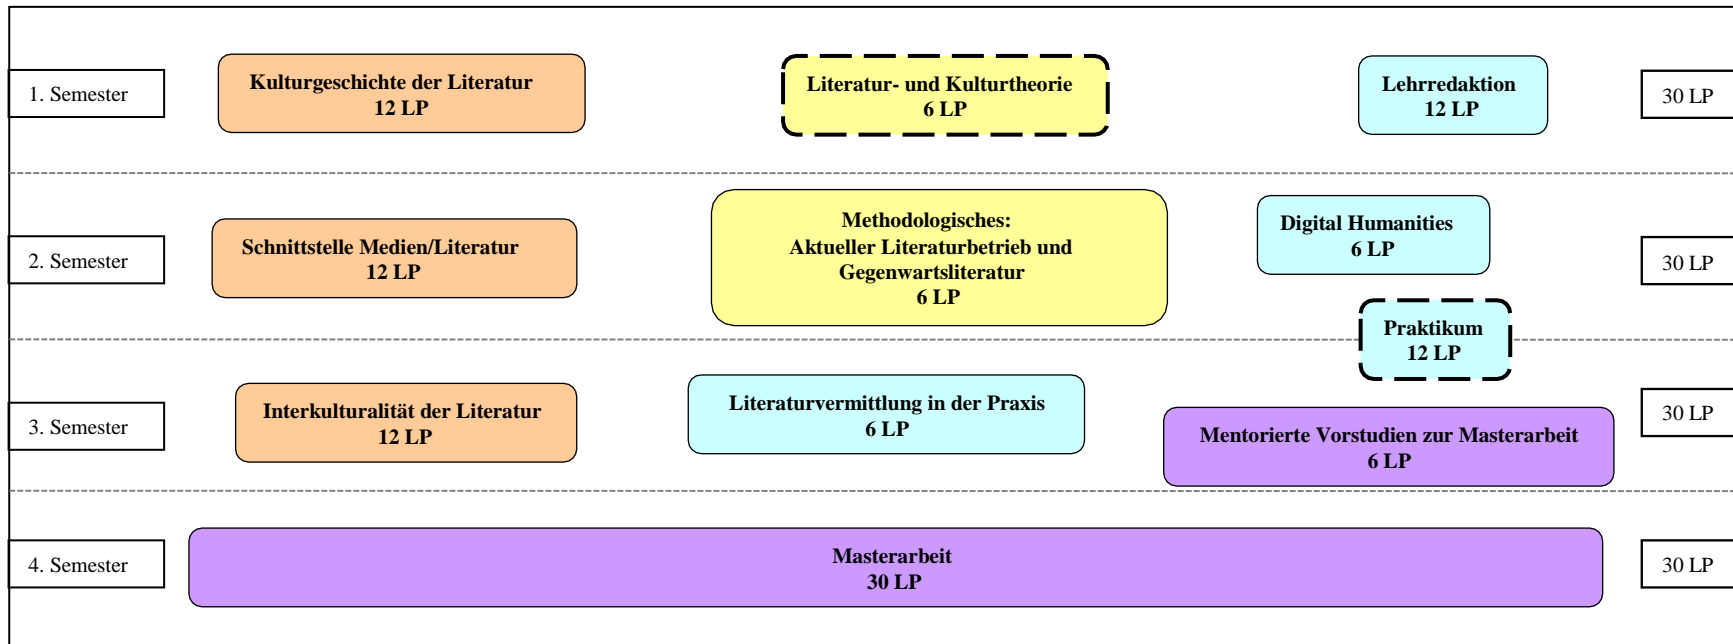 1. Semester
Kulturgeschichte der Literatur
12 LP
Literatur- und Kulturtheorie
6 LP
Lehrredaktion
12 LP
30 LP
2. Semester
Schnittstelle Medien/Literatur
12 LP
Methodologisches:
Aktueller Literaturbetrieb und
Gegenwartsliteratur
6 LP
Digital Humanities
6 LP
30 LP
Praktikum
12 LP
3. Semester
Interkulturalität der Literatur
12 LP
Literaturvermittlung in der Praxis
6 LP
Mentorierte Vorstudien zur Masterarbeit
6 LP
30 LP
4. Semester
Masterarbeit
30 LP
30 LP